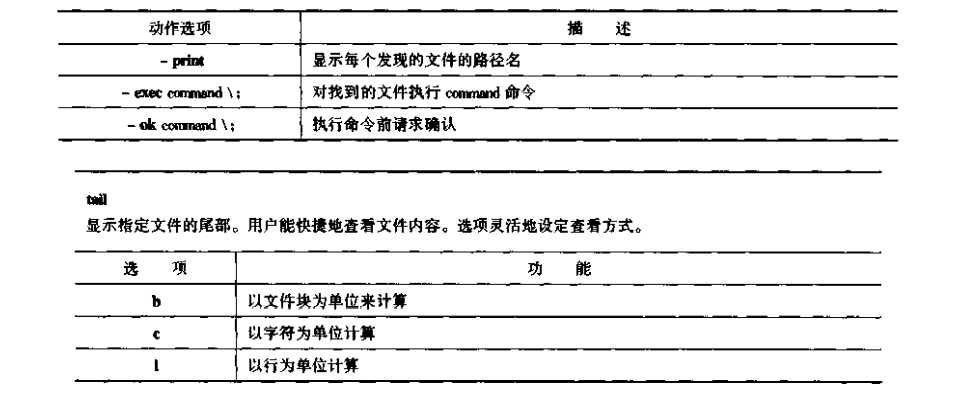 动作选项 描 述
- print 显示每个发现的文件的路径名
- exec command \; 对找到的文件执行 command 命令
- ok command \; 执行命令前请求确认
tail
显示指定文件的尾部。用户能快捷地查看文件内容。选项灵活地设定查看方式。
选 项 功 能
b 以文件块为单位来计算
c 以字符为单位计算
l 以行为单位计算